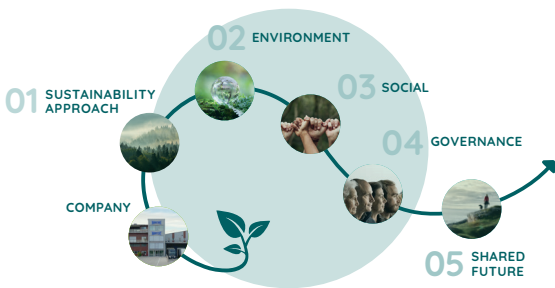 02 ENVIRONMENT
03 SOCIAL
01 SUSTAINABILITY
APPROACH
04 GOVERNANCE
COMPANY
05 SHARED
FUTURE